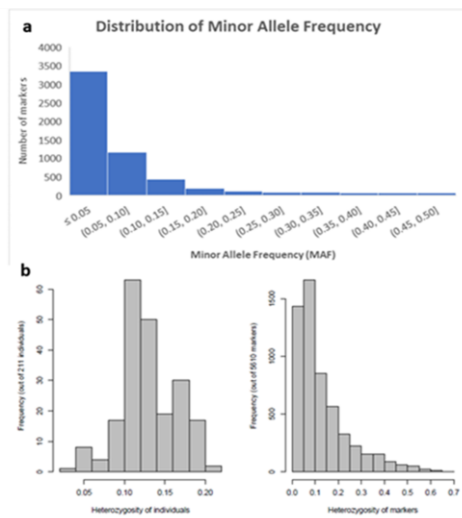 a
Distribution of Minor Allele Frequency
Number of markers
4000
3500
3000
2500
2000
1500
1000
500
0
≤ 0.05
(0.05, 0.10]
(0.10, 0.15]
(0.15, 0.20]
(0.20, 0.25]
(0.25, 0.30]
(0.30, 0.35]
(0.35, 0.40]
(0.40, 0.45]
(0.45, 0.50]
Minor Allele Frequency (MAF)
b
Frequency (out of 211 individuals)
60
50
40
30
20
10
0
0.05 0.10 0.15 0.20
Heterozygosity of individuals
Frequency (out of 5610 markers)
1500
1000
500
0
0.0 0.1 0.2 0.3 0.4 0.5 0.6 0.7
Heterozygosity of markers